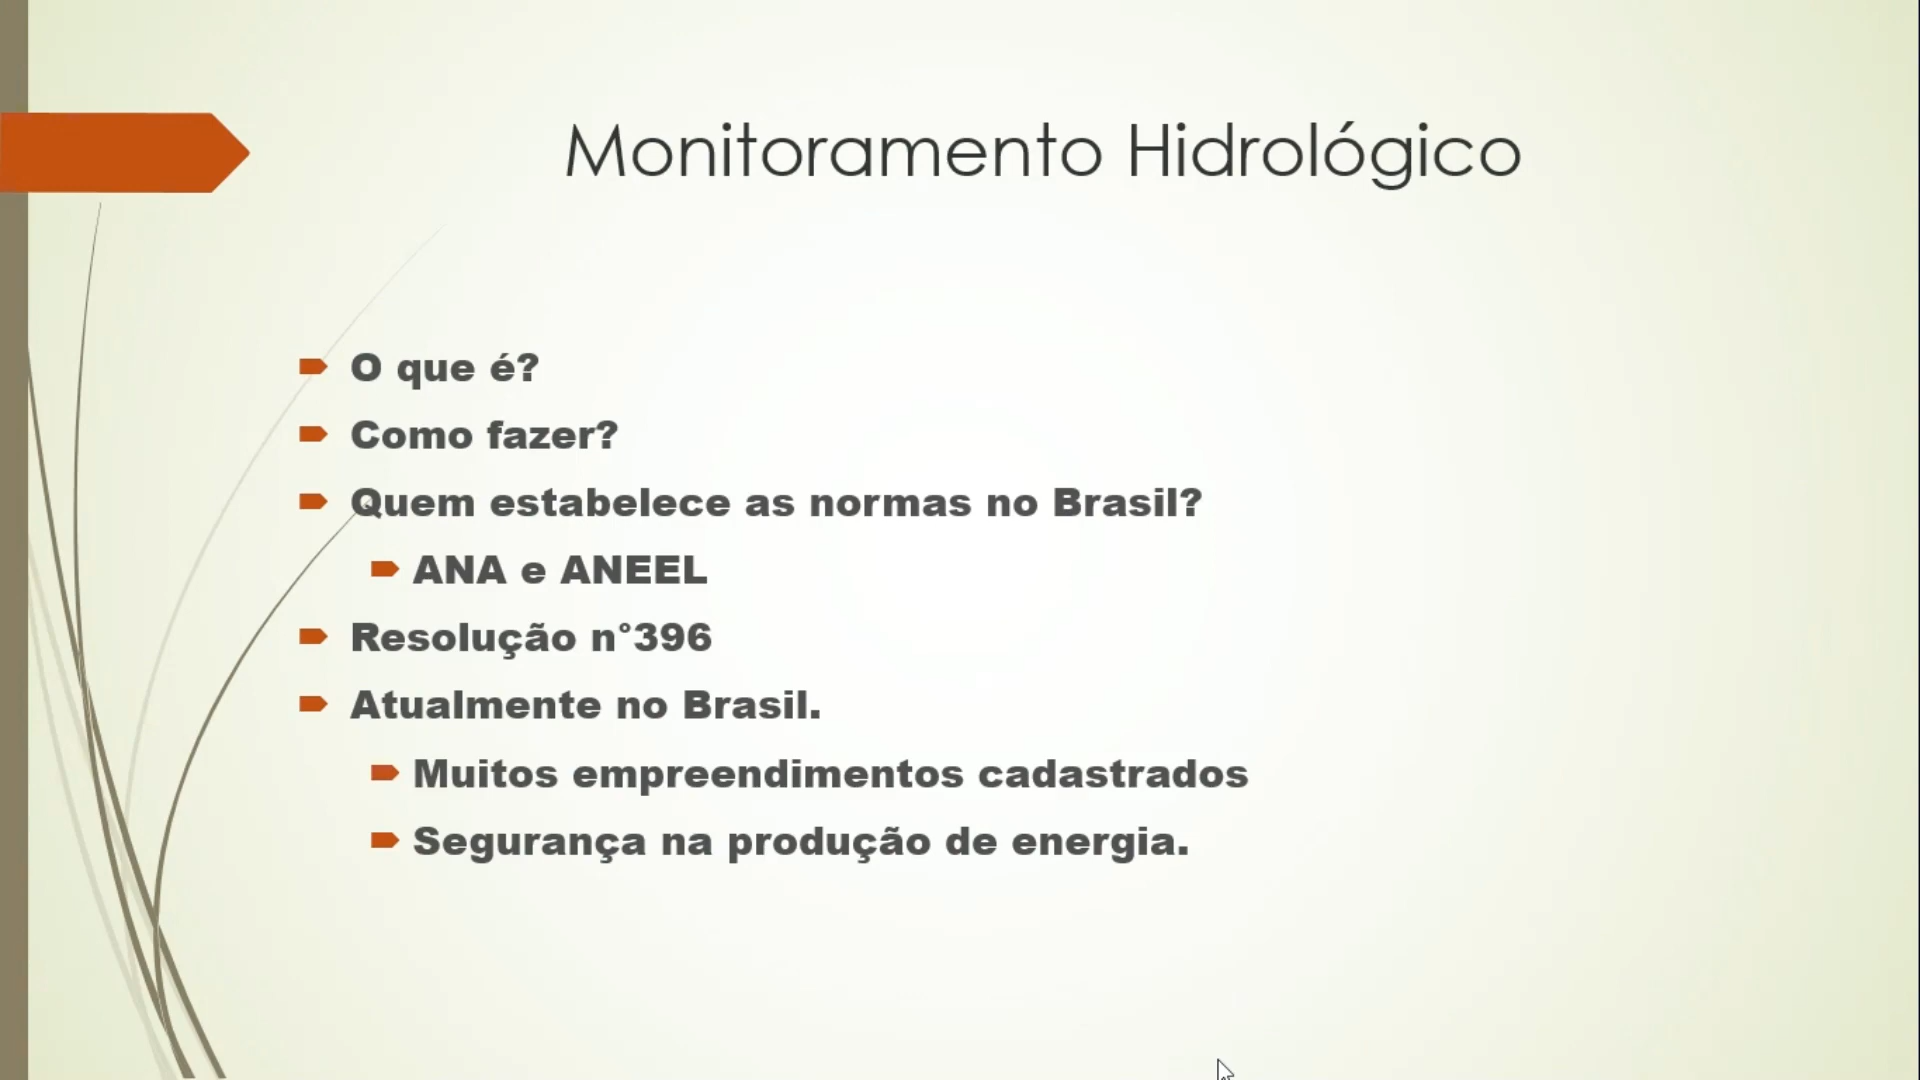 Monitoramento Hidrológico
O que é?
Como fazer?
Quem estabelece as normas no Brasil?
ANA e ANEEL
Resolução n°396
Atualmente no Brasil.
Muitos empreendimentos cadastrados
Segurança na produção de energia.